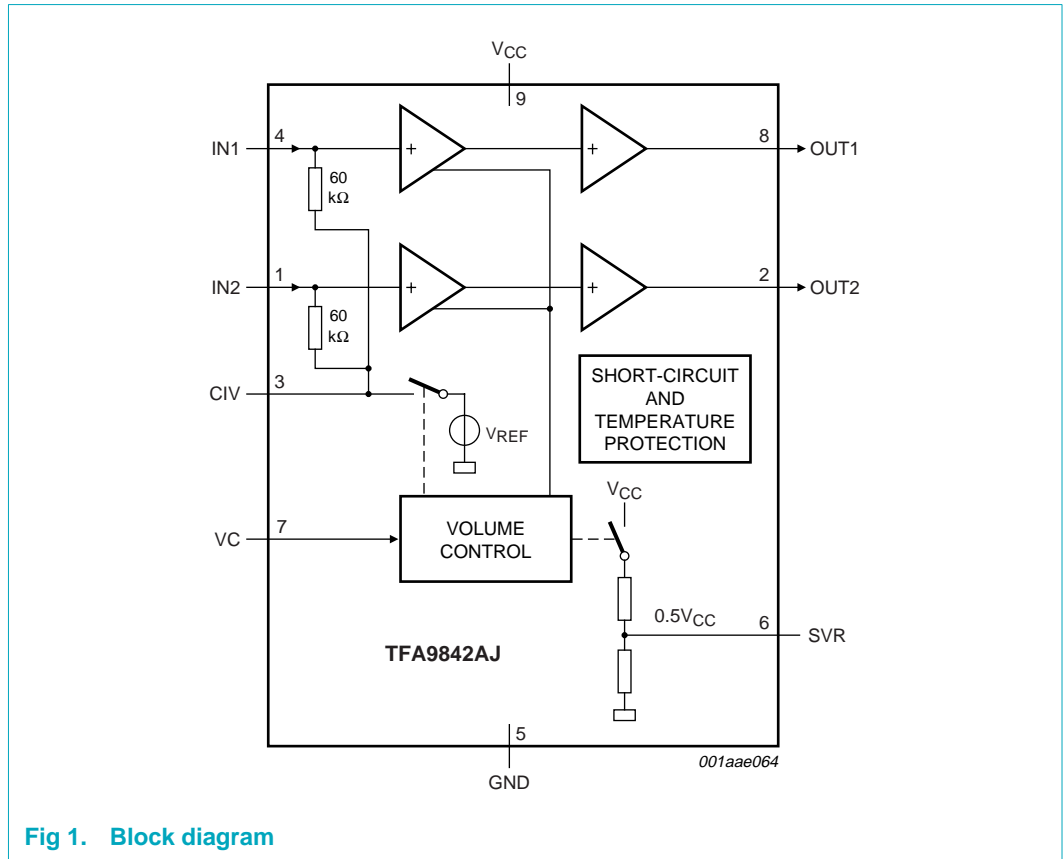 VCC
9
IN1
4
+
+
8
OUT1
60
kΩ
IN2
1
+
+
2
OUT2
60
kΩ
CIV
3
VREF
SHORT-CIRCUIT
AND
TEMPERATURE
PROTECTION
VC
7
VOLUME
CONTROL
VCC
0.5VCC
6
SVR
TFA9842AJ
5
GND
001aae064
Fig 1. Block diagram